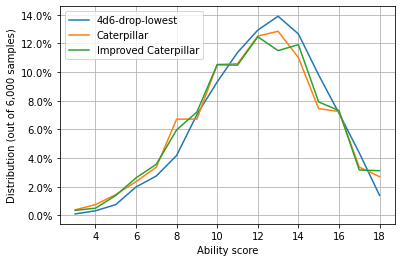 4d6-drop-lowest
Caterpillar
Improved Caterpillar
Distribution (out of 6,000 samples)
14.0%
12.0%
10.0%
8.0%
6.0%
4.0%
2.0%
0.0%
4 6 8 10 12 14 16 18
Ability score